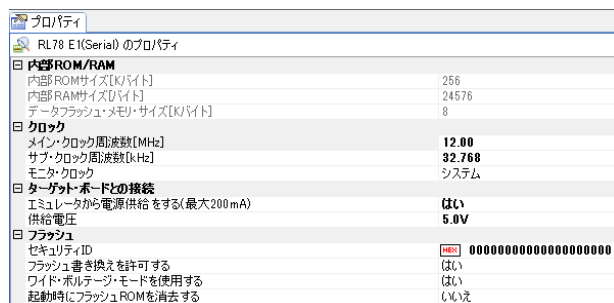 プロパティ
RL78 E1(Serial) のプロパティ
内部ROM/RAM
内部ROMサイズ[Kバイト] 256
内部RAMサイズ[バイト] 24576
データフラッシュ・メモリ・サイズ[Kバイト] 8
クロック
メイン・クロック周波数[MHz] 12.00
サブ・クロック周波数[kHz] 32.768
モニタ・クロック システム
ターゲット・ボードとの接続
エミュレータから電源供給をする(最大200mA) はい
供給電圧 5.0V
フラッシュ
セキュリティID HEX 00000000000000000000
フラッシュ書き換えを許可する はい
ワイド・ボルテージ・モードを使用する はい
起動時にフラッシュROMを消去する いいえ